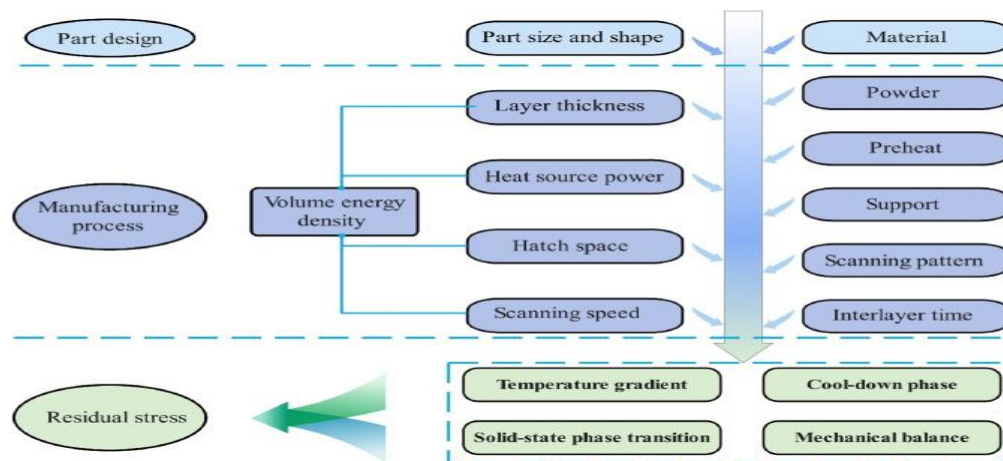 Part design
Part size and shape
Material
Layer thickness
Powder
Preheat
Heat source power
Manufacturing
process
Volume energy
density
Support
Hatch space
Scanning pattern
Scanning speed
Interlayer time
Temperature gradient
Cool-down phase
Residual stress
Solid-state phase transition
Mechanical balance